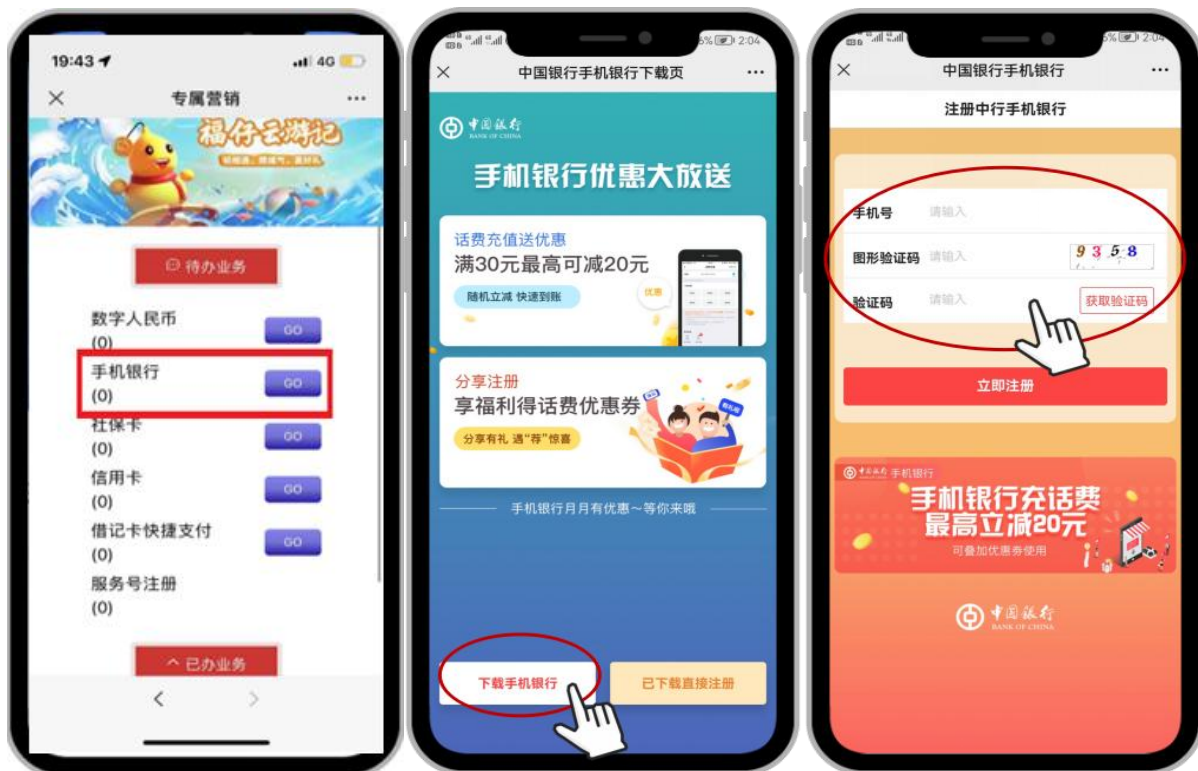 19:43
4G
专属营销
福仔云游记
待办业务
数字人民币
(0)
GO
手机银行
(0)
GO
社保卡
(0)
GO
信用卡
(0)
GO
借记卡快捷支付
(0)
GO
服务号注册
(0)
已办业务
2:04
中国银行手机银行下载页
中国银行
BANK OF CHINA
手机银行优惠大放送
话费充值送优惠
满30元最高可减20元
随机立减 快速到账
优惠
分享注册
享福利得话费优惠券
分享有礼 遇“荐”惊喜
手机银行月月有优惠～等你来哦
下载手机银行
已下载直接注册
2:04
中国银行手机银行
注册中行手机银行
手机号
请输入
图形验证码
请输入
9358
验证码
请输入
获取验证码
立即注册
中国银行 手机银行
手机银行充话费
最高立减20元
可叠加优惠券使用
中国银行
BANK OF CHINA